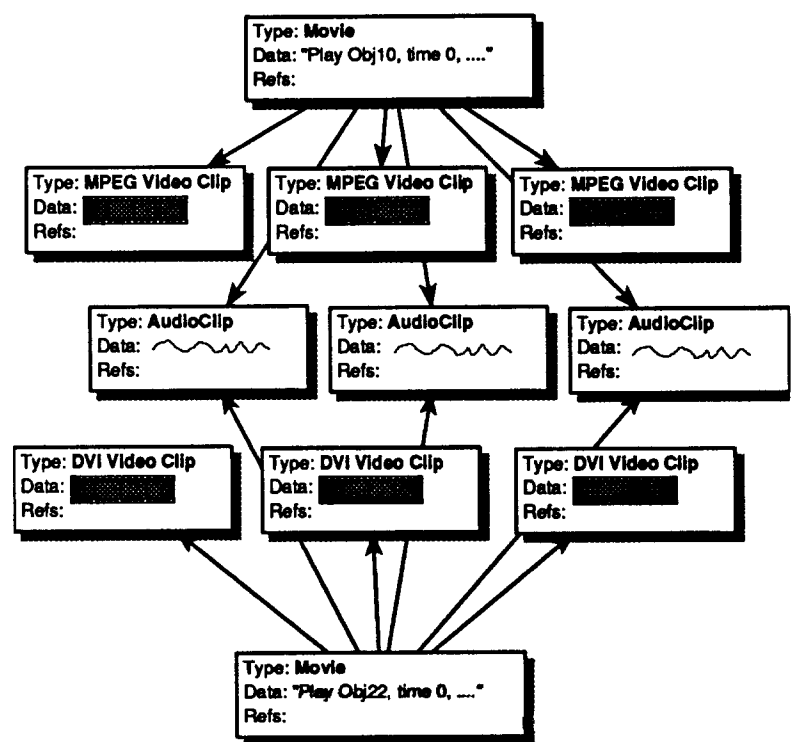 Type: Movie
Data: "Play Obj10, time 0, ...."
Refs:
Type: MPEG Video Clip
Data:
Refs:
Type: MPEG Video Clip
Data:
Refs:
Type: MPEG Video Clip
Data:
Refs:
Type: AudioClip
Data:
Refs:
Type: AudioClip
Data:
Refs:
Type: AudioClip
Data:
Refs:
Type: DVI Video Clip
Data:
Refs:
Type: DVI Video Clip
Data:
Refs:
Type: DVI Video Clip
Data:
Refs:
Type: Movie
Data: "Play Obj22, time 0, ...."
Refs: